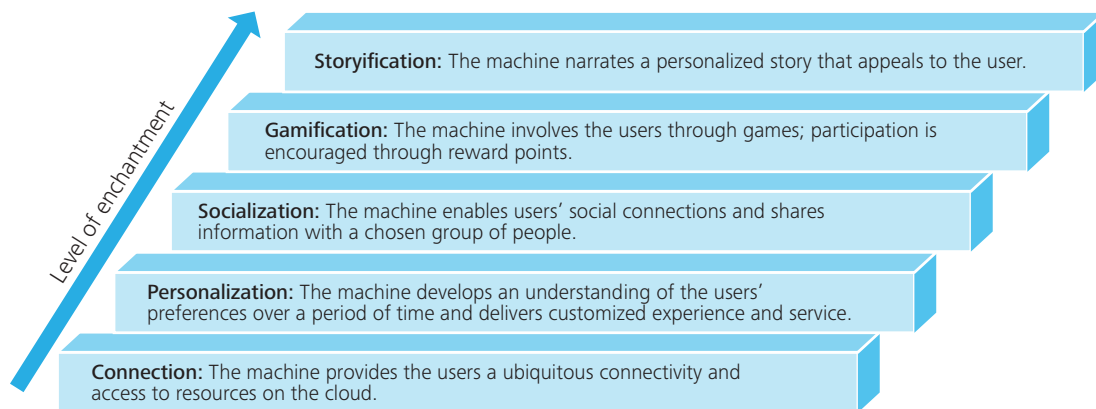 Storyification: The machine narrates a personalized story that appeals to the user.
Gamification: The machine involves the users through games; participation is
encouraged through reward points.
Socialization: The machine enables users' social connections and shares
information with a chosen group of people.
Personalization: The machine develops an understanding of the users'
preferences over a period of time and delivers customized experience and service.
Connection: The machine provides the users a ubiquitous connectivity and
access to resources on the cloud.
Level of enchantment